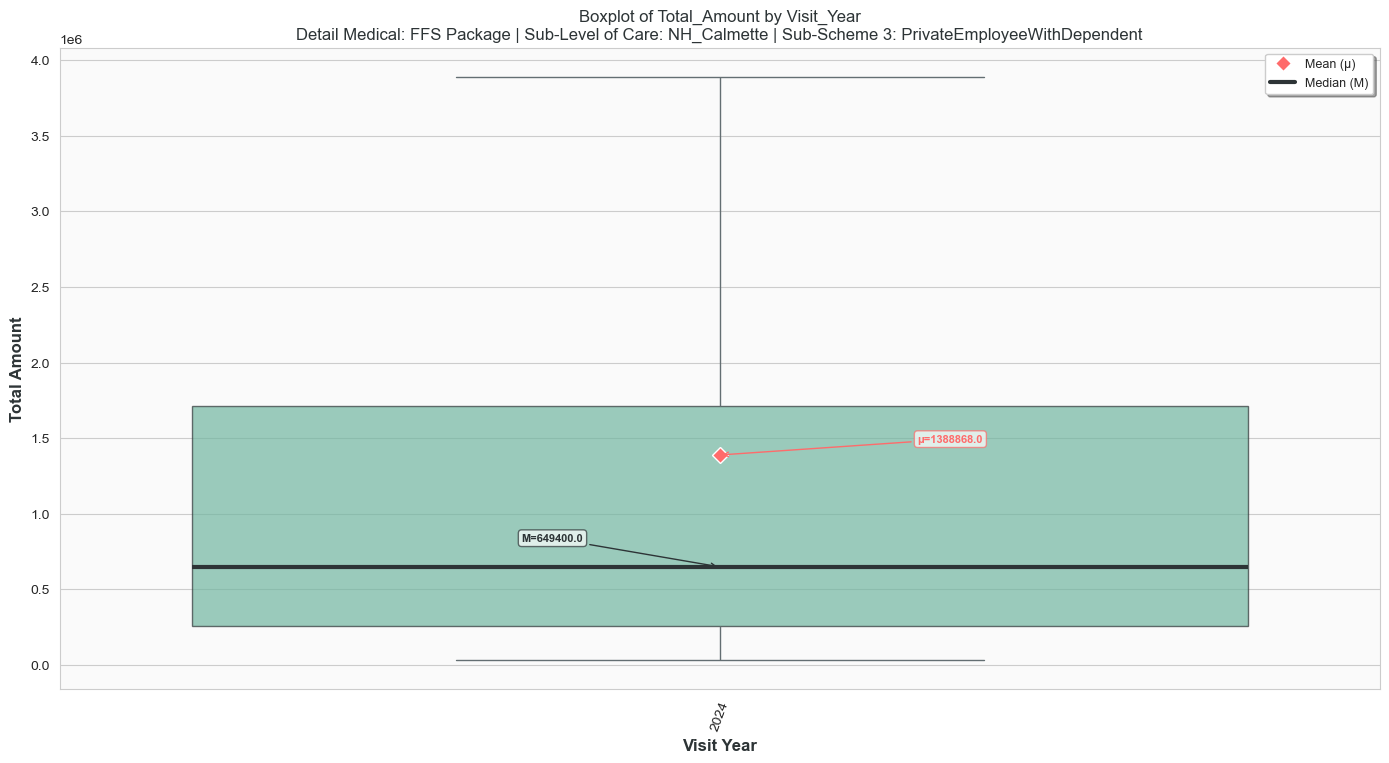 Boxplot of Total_Amount by Visit_Year
Detail Medical: FFS Package | Sub-Level of Care: NH_Calmette | Sub-Scheme 3: PrivateEmployeeWithDependent
1e6
Mean (μ)
Median (M)
4.0
3.5
3.0
2.5
2.0
1.5
1.0
0.5
0.0
Total Amount
μ=1388868.0
M=649400.0
2024
Visit Year